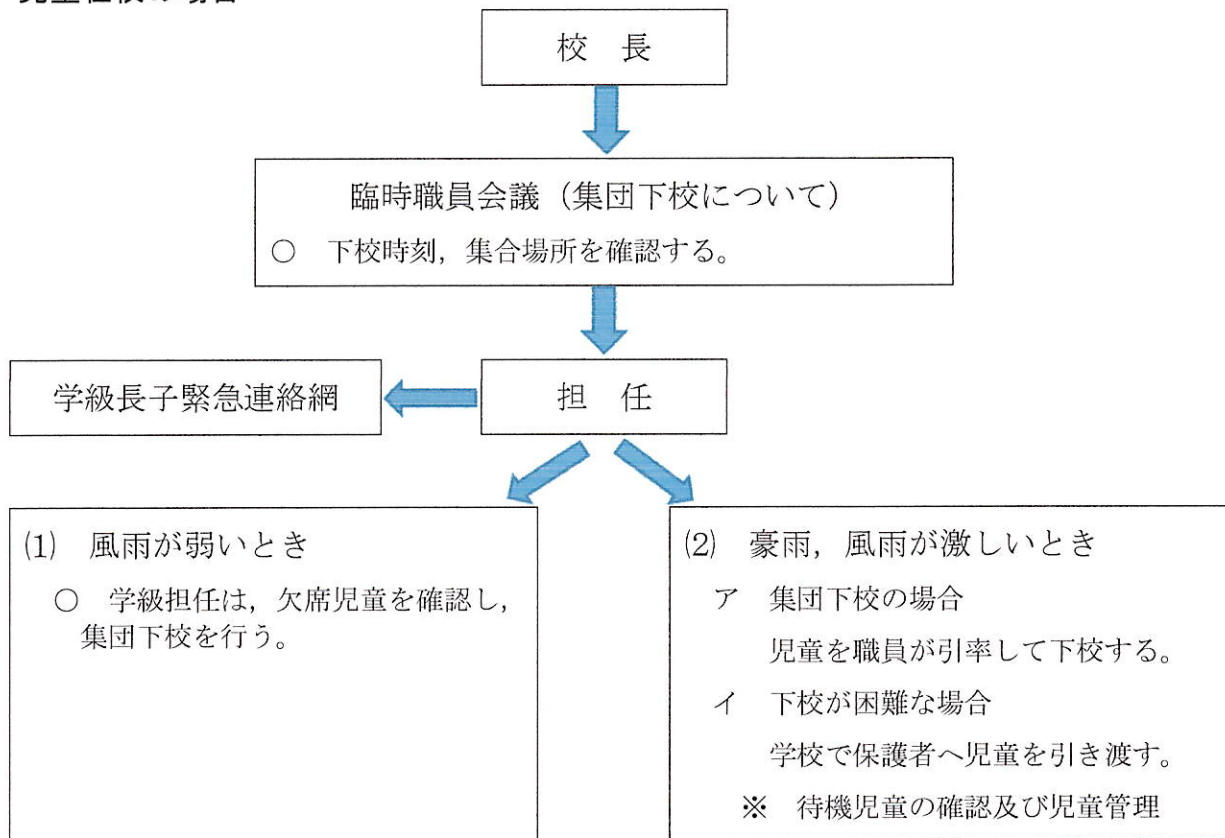 校 長
臨時職員会議（集団下校について）
○ 下校時刻，集合場所を確認する。
学級長子緊急連絡網
担 任
(1) 風雨が弱いとき
○ 学級担任は，欠席児童を確認し，
集団下校を行う。
(2) 豪雨，風雨が激しいとき
ア 集団下校の場合
児童を職員が引率して下校する。
イ 下校が困難な場合
学校で保護者へ児童を引き渡す。
※ 待機児童の確認及び児童管理